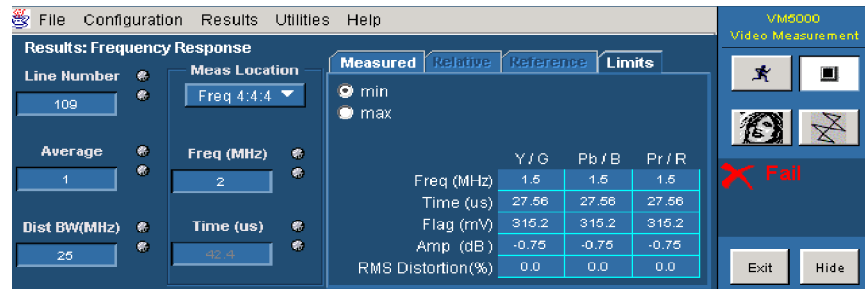 File Configuration Results Utilities Help
VM5000
Video Measurement
Results: Frequency Response
Line Number
109
Average
1
Dist BW(MHz)
25
Meas Location
Freq 4:4:4
Freq (MHz)
2
Time (us)
42.4
Measured Relative Reference Limits
min
max
Y / G Pb / B Pr / R
Freq (MHz) 1.5 1.5 1.5
Time (us) 27.56 27.56 27.56
Flag (mV) 315.2 315.2 315.2
Amp (dB) -0.75 -0.75 -0.75
RMS Distortion(%) 0.0 0.0 0.0
Fail
Exit Hide